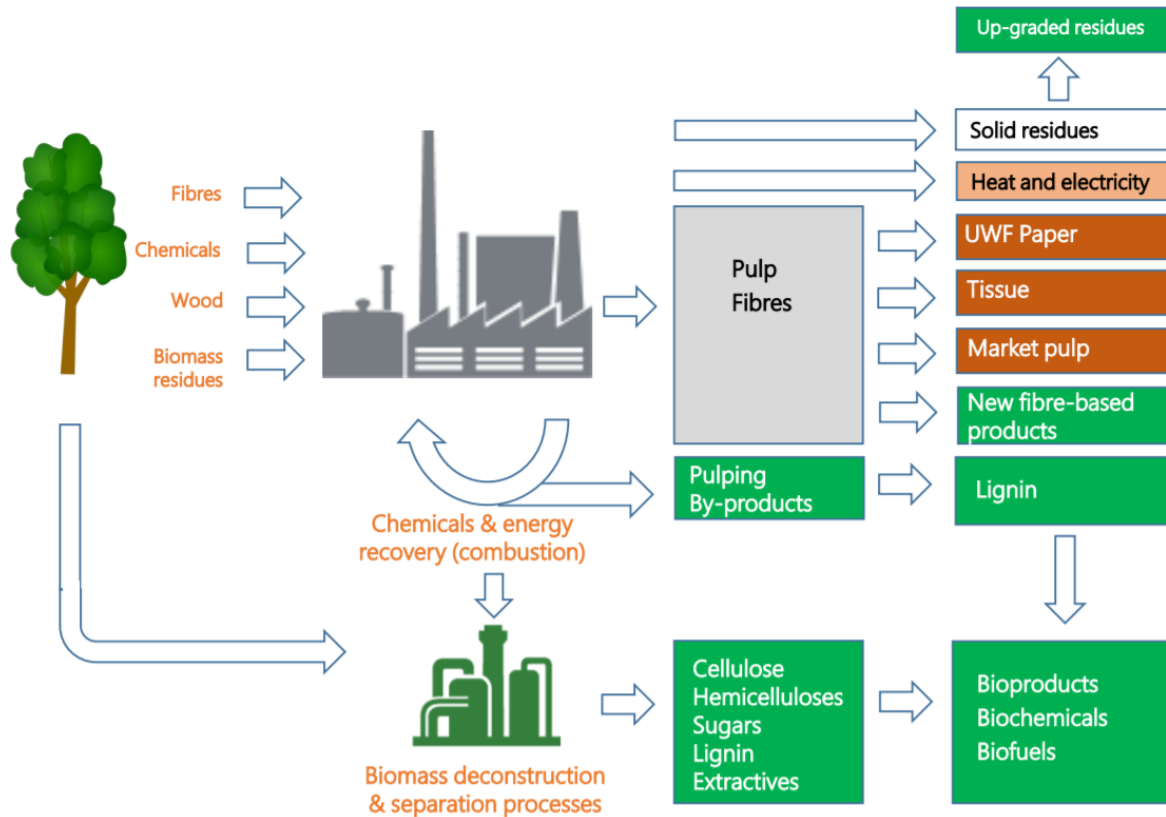 Up-graded residues
Solid residues
Heat and electricity
Fibres
Chemicals
Wood
Biomass
residues
Pulp
Fibres
UWF Paper
Tissue
Market pulp
New fibre-based
products
Pulping
By-products
Lignin
Chemicals & energy
recovery (combustion)
Cellulose
Hemicelluloses
Sugars
Lignin
Extractives
Bioproducts
Biochemicals
Biofuels
Biomass deconstruction
& separation processes